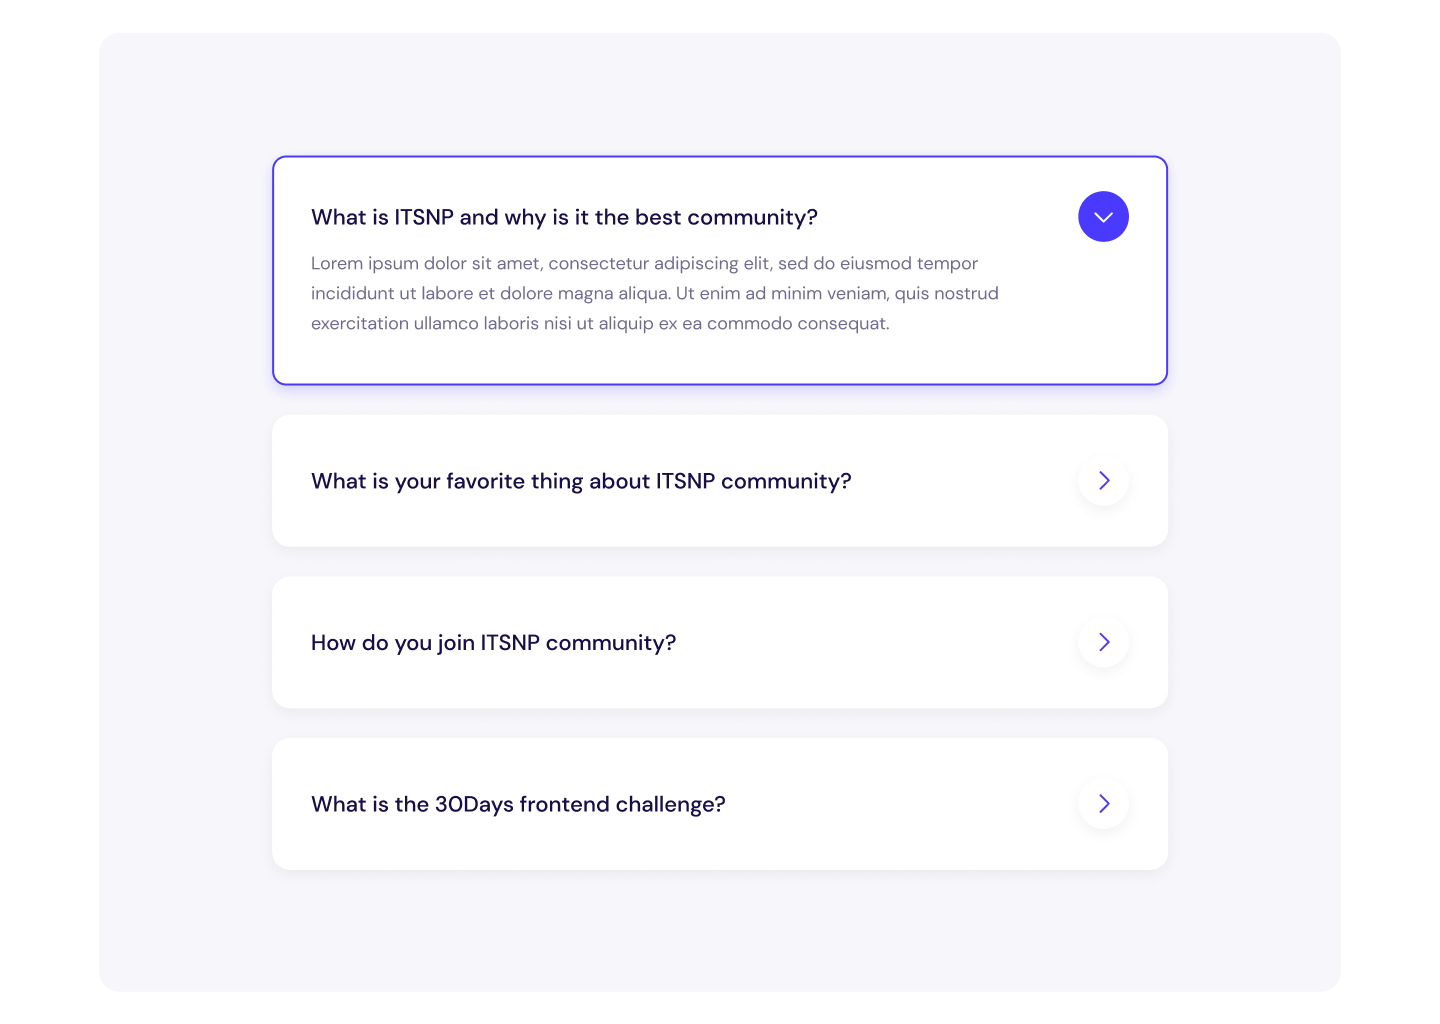 What is ITSNP and why is it the best community?
Lorem ipsum dolor sit amet, consectetur adipiscing elit, sed do eiusmod tempor
incididunt ut labore et dolore magna aliqua. Ut enim ad minim veniam, quis nostrud
exercitation ullamco laboris nisi ut aliquip ex ea commodo consequat.
What is your favorite thing about ITSNP community?
How do you join ITSNP community?
What is the 30Days frontend challenge?